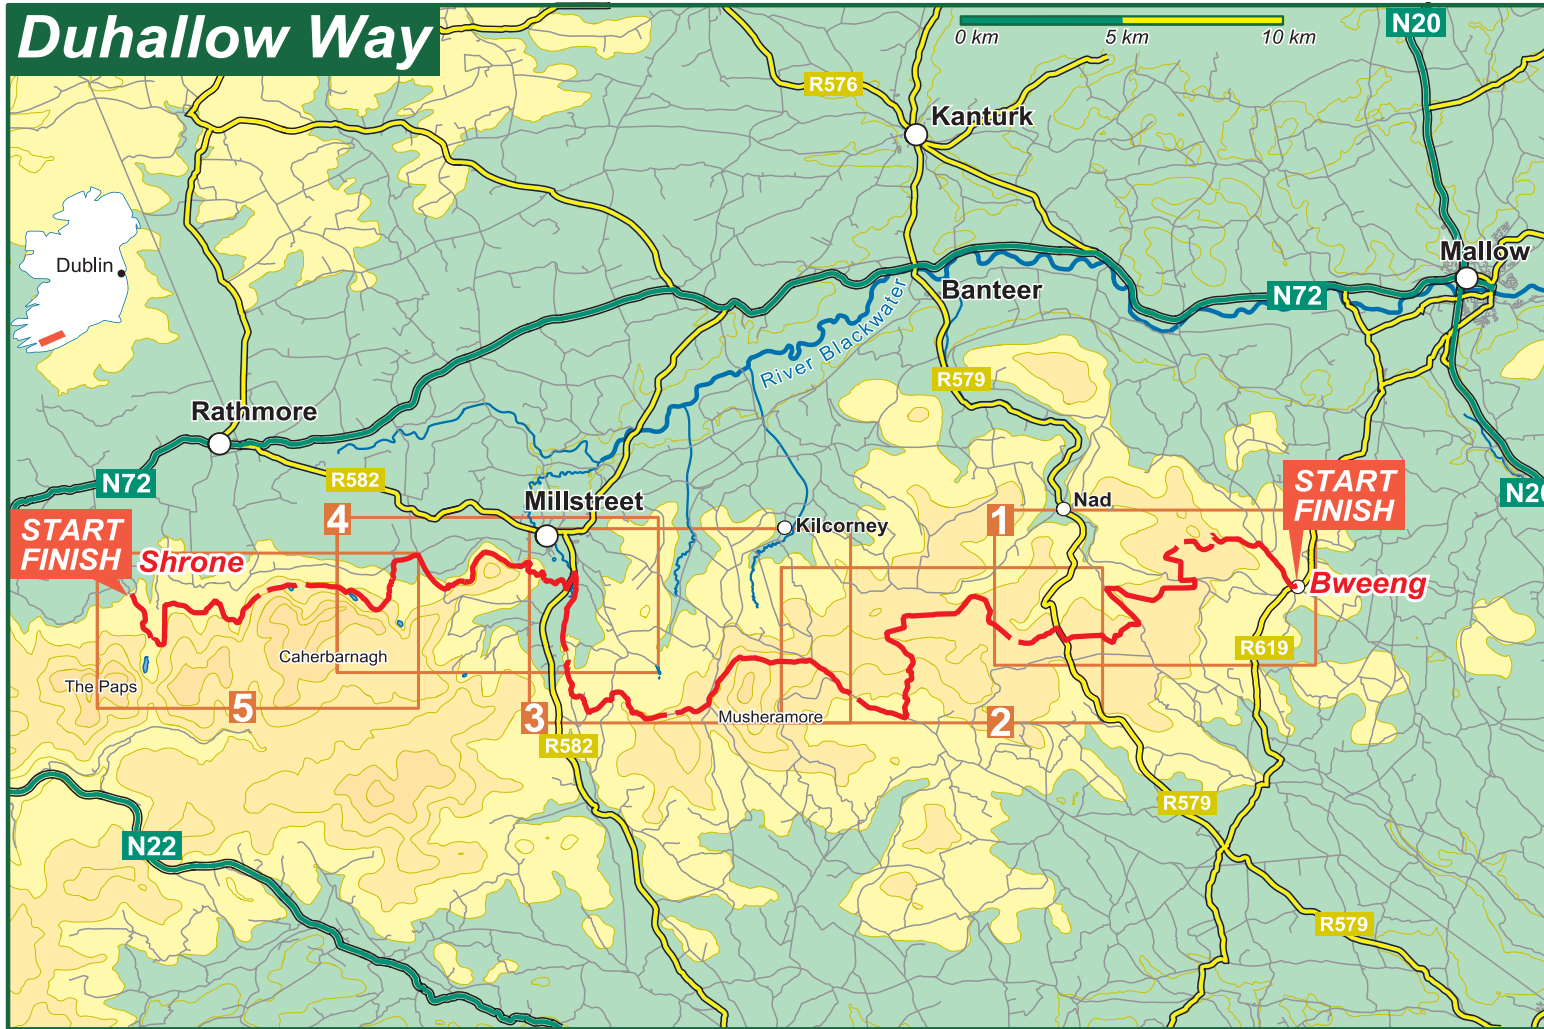 Duhallow Way
0 km
5 km
10 km
N20
R576
Kanturk
Dublin
Mallow
Banteer
N72
River Blackwater
R579
Rathmore
R582
N72
START
FINISH
START
FINISH
Millstreet
4
Nad
1
Kilcorney
Shrone
Bweeng
N20
R619
Caherbarnagh
The Paps
5
3
Musheramore
2
R582
R579
N22
R579